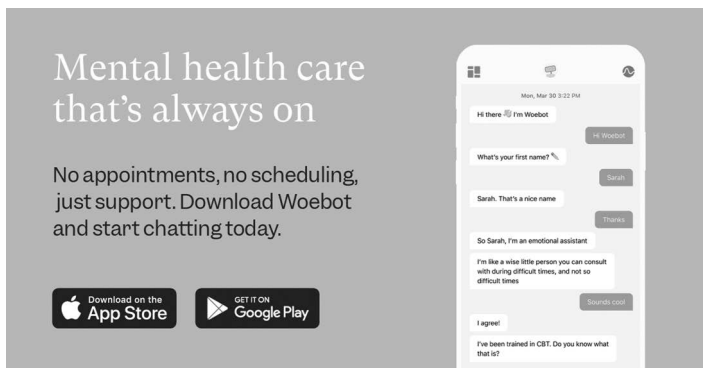 Mental health care
that's always on
No appointments, no scheduling,
just support. Download Woebot
and start chatting today.
Download on the
App Store
GET IT ON
Google Play
Mon, Mar 30 3:22 PM
Hi there I'm Woebot
Hi Woebot
What's your first name?
Sarah
Sarah. That's a nice name
Thanks
So Sarah, I'm an emotional assistant
I'm like a wise little person you can consult
with during difficult times, and not so
difficult times
Sounds cool
I agree!
I've been trained in CBT. Do you know what
that is?